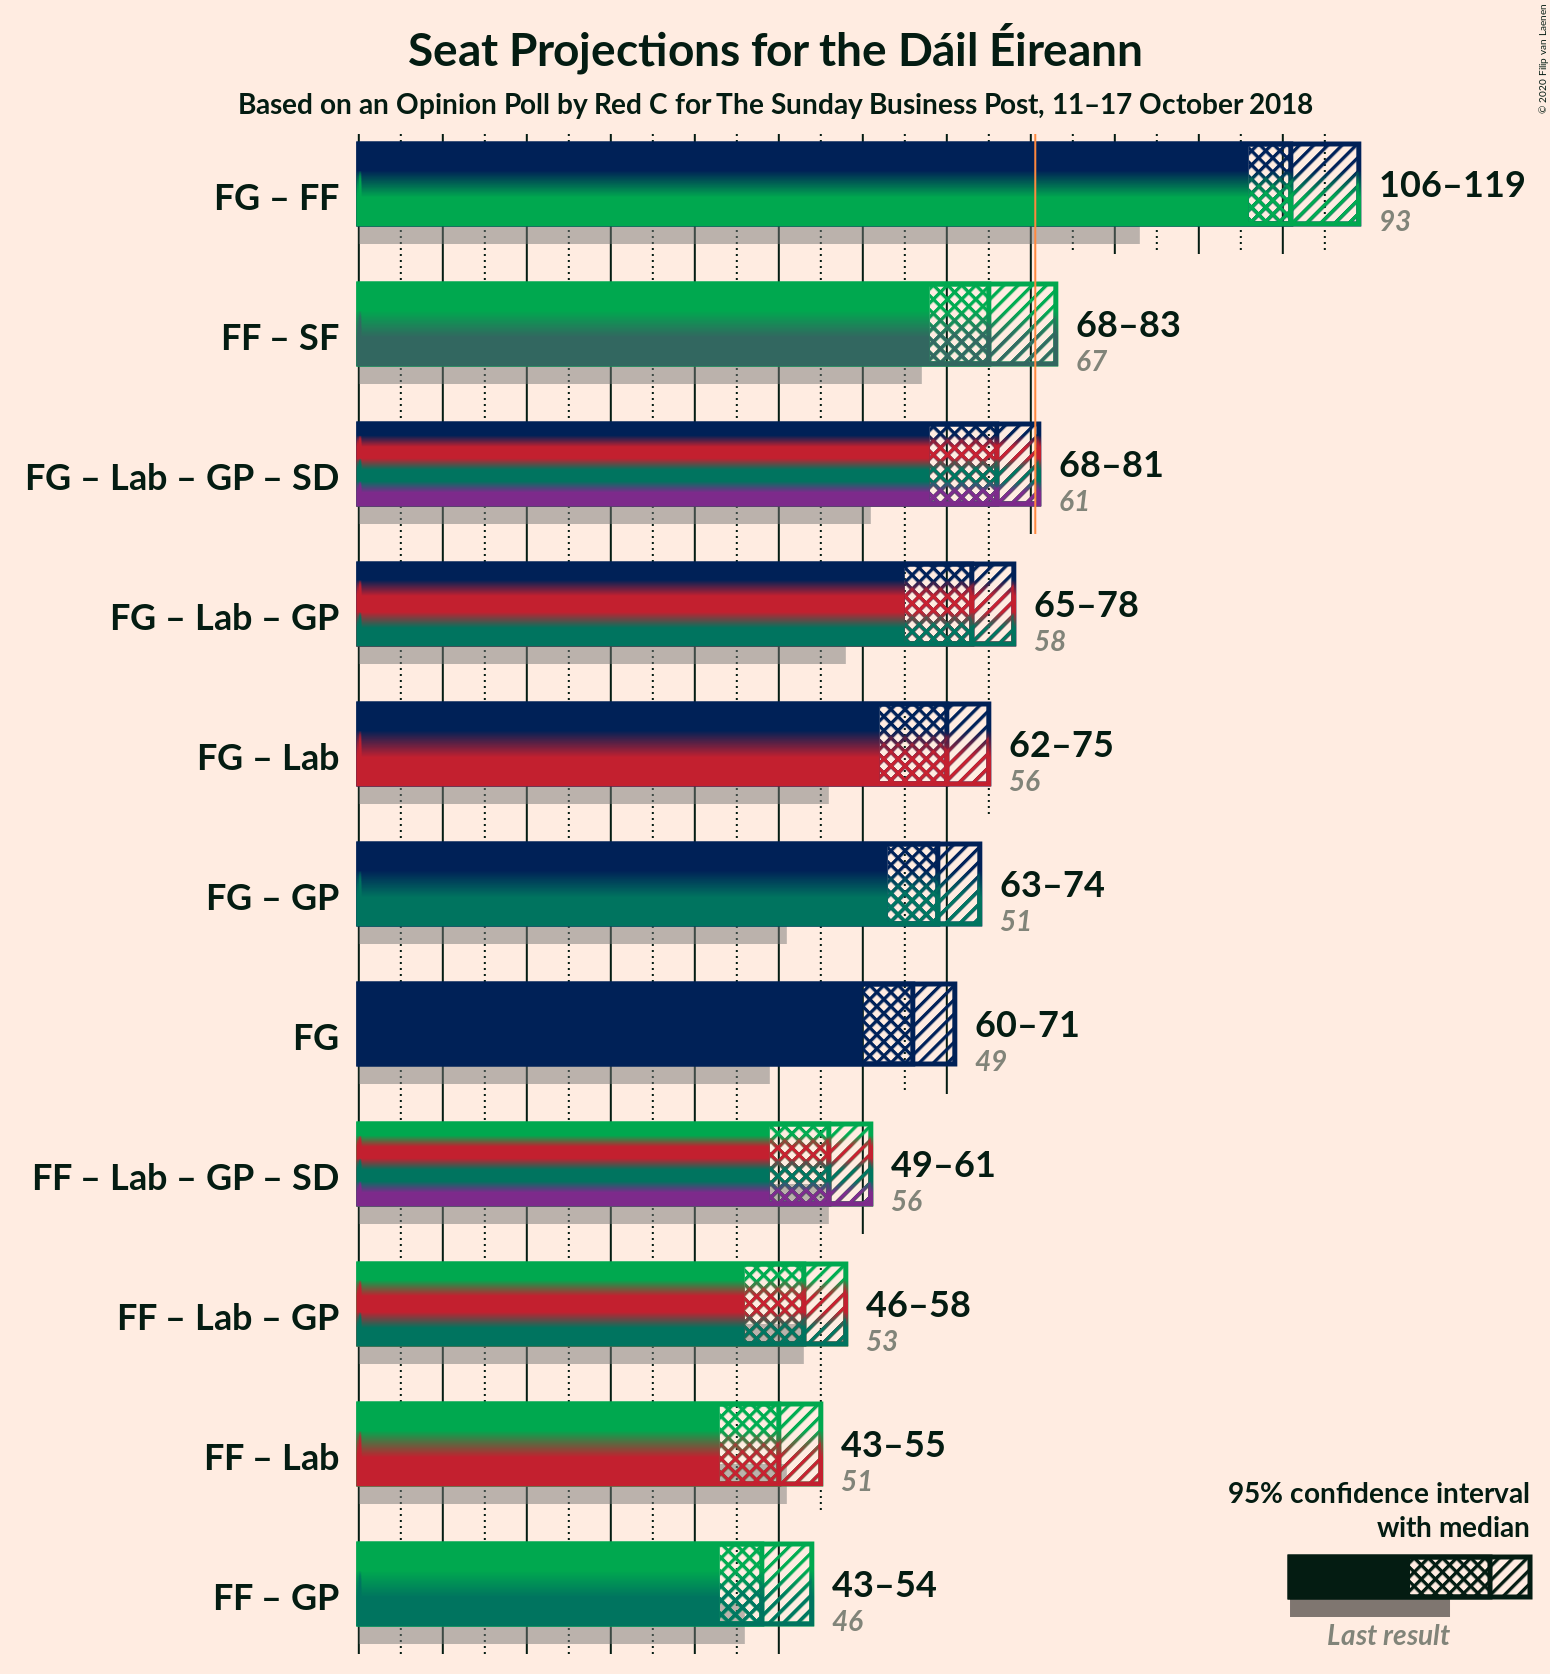 Seat Projections for the Dáil Éireann
Based on an Opinion Poll by Red C for The Sunday Business Post, 11–17 October 2018
© 2020 Filip van Laenen
FG – FF
106–119
93
FF – SF
68–83
67
FG – Lab – GP – SD
68–81
61
FG – Lab – GP
65–78
58
FG – Lab
62–75
56
FG – GP
63–74
51
FG
60–71
49
FF – Lab – GP – SD
49–61
56
FF – Lab – GP
46–58
53
FF – Lab
43–55
51
FF – GP
43–54
46
95% confidence interval
with median
Last result